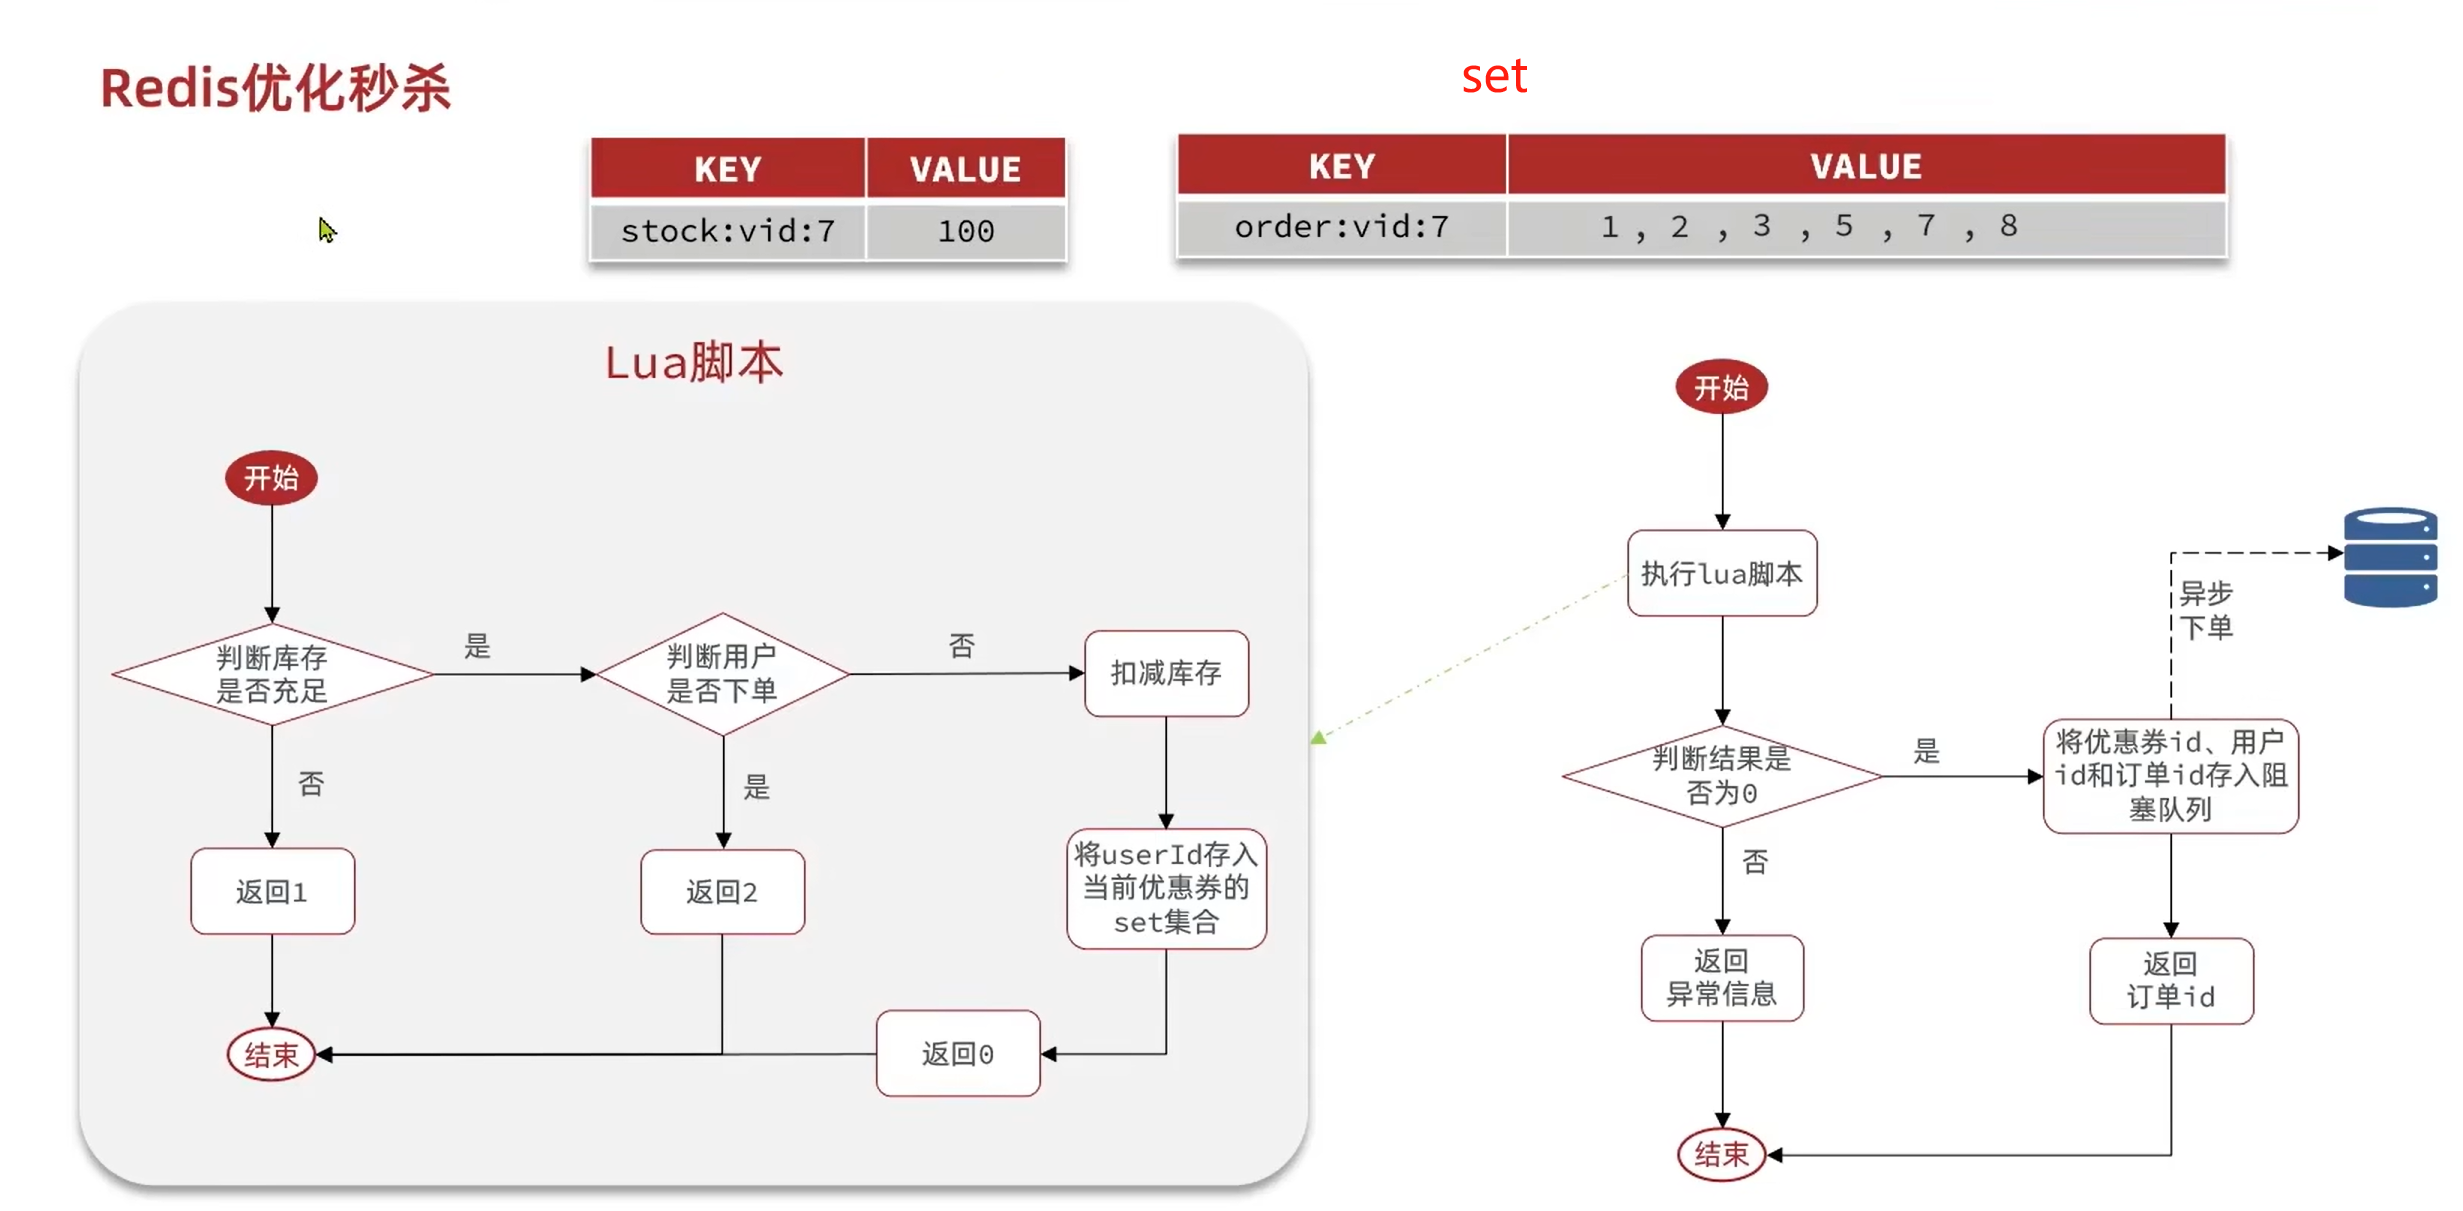 Redis优化秒杀
set
KEY VALUE
stock:vid:7 100
KEY VALUE
order:vid:7 1 , 2 , 3 , 5 , 7 , 8
Lua脚本
开始
判断库存
是否充足
是
判断用户
是否下单
否
扣减库存
否
是
返回1
返回2
将userId存入
当前优惠券的
set集合
返回0
结束
开始
执行lua脚本
判断结果是
否为0
是
将优惠券id、用户
id和订单id存入阻
塞队列
异步
下单
否
返回
异常信息
返回
订单id
结束